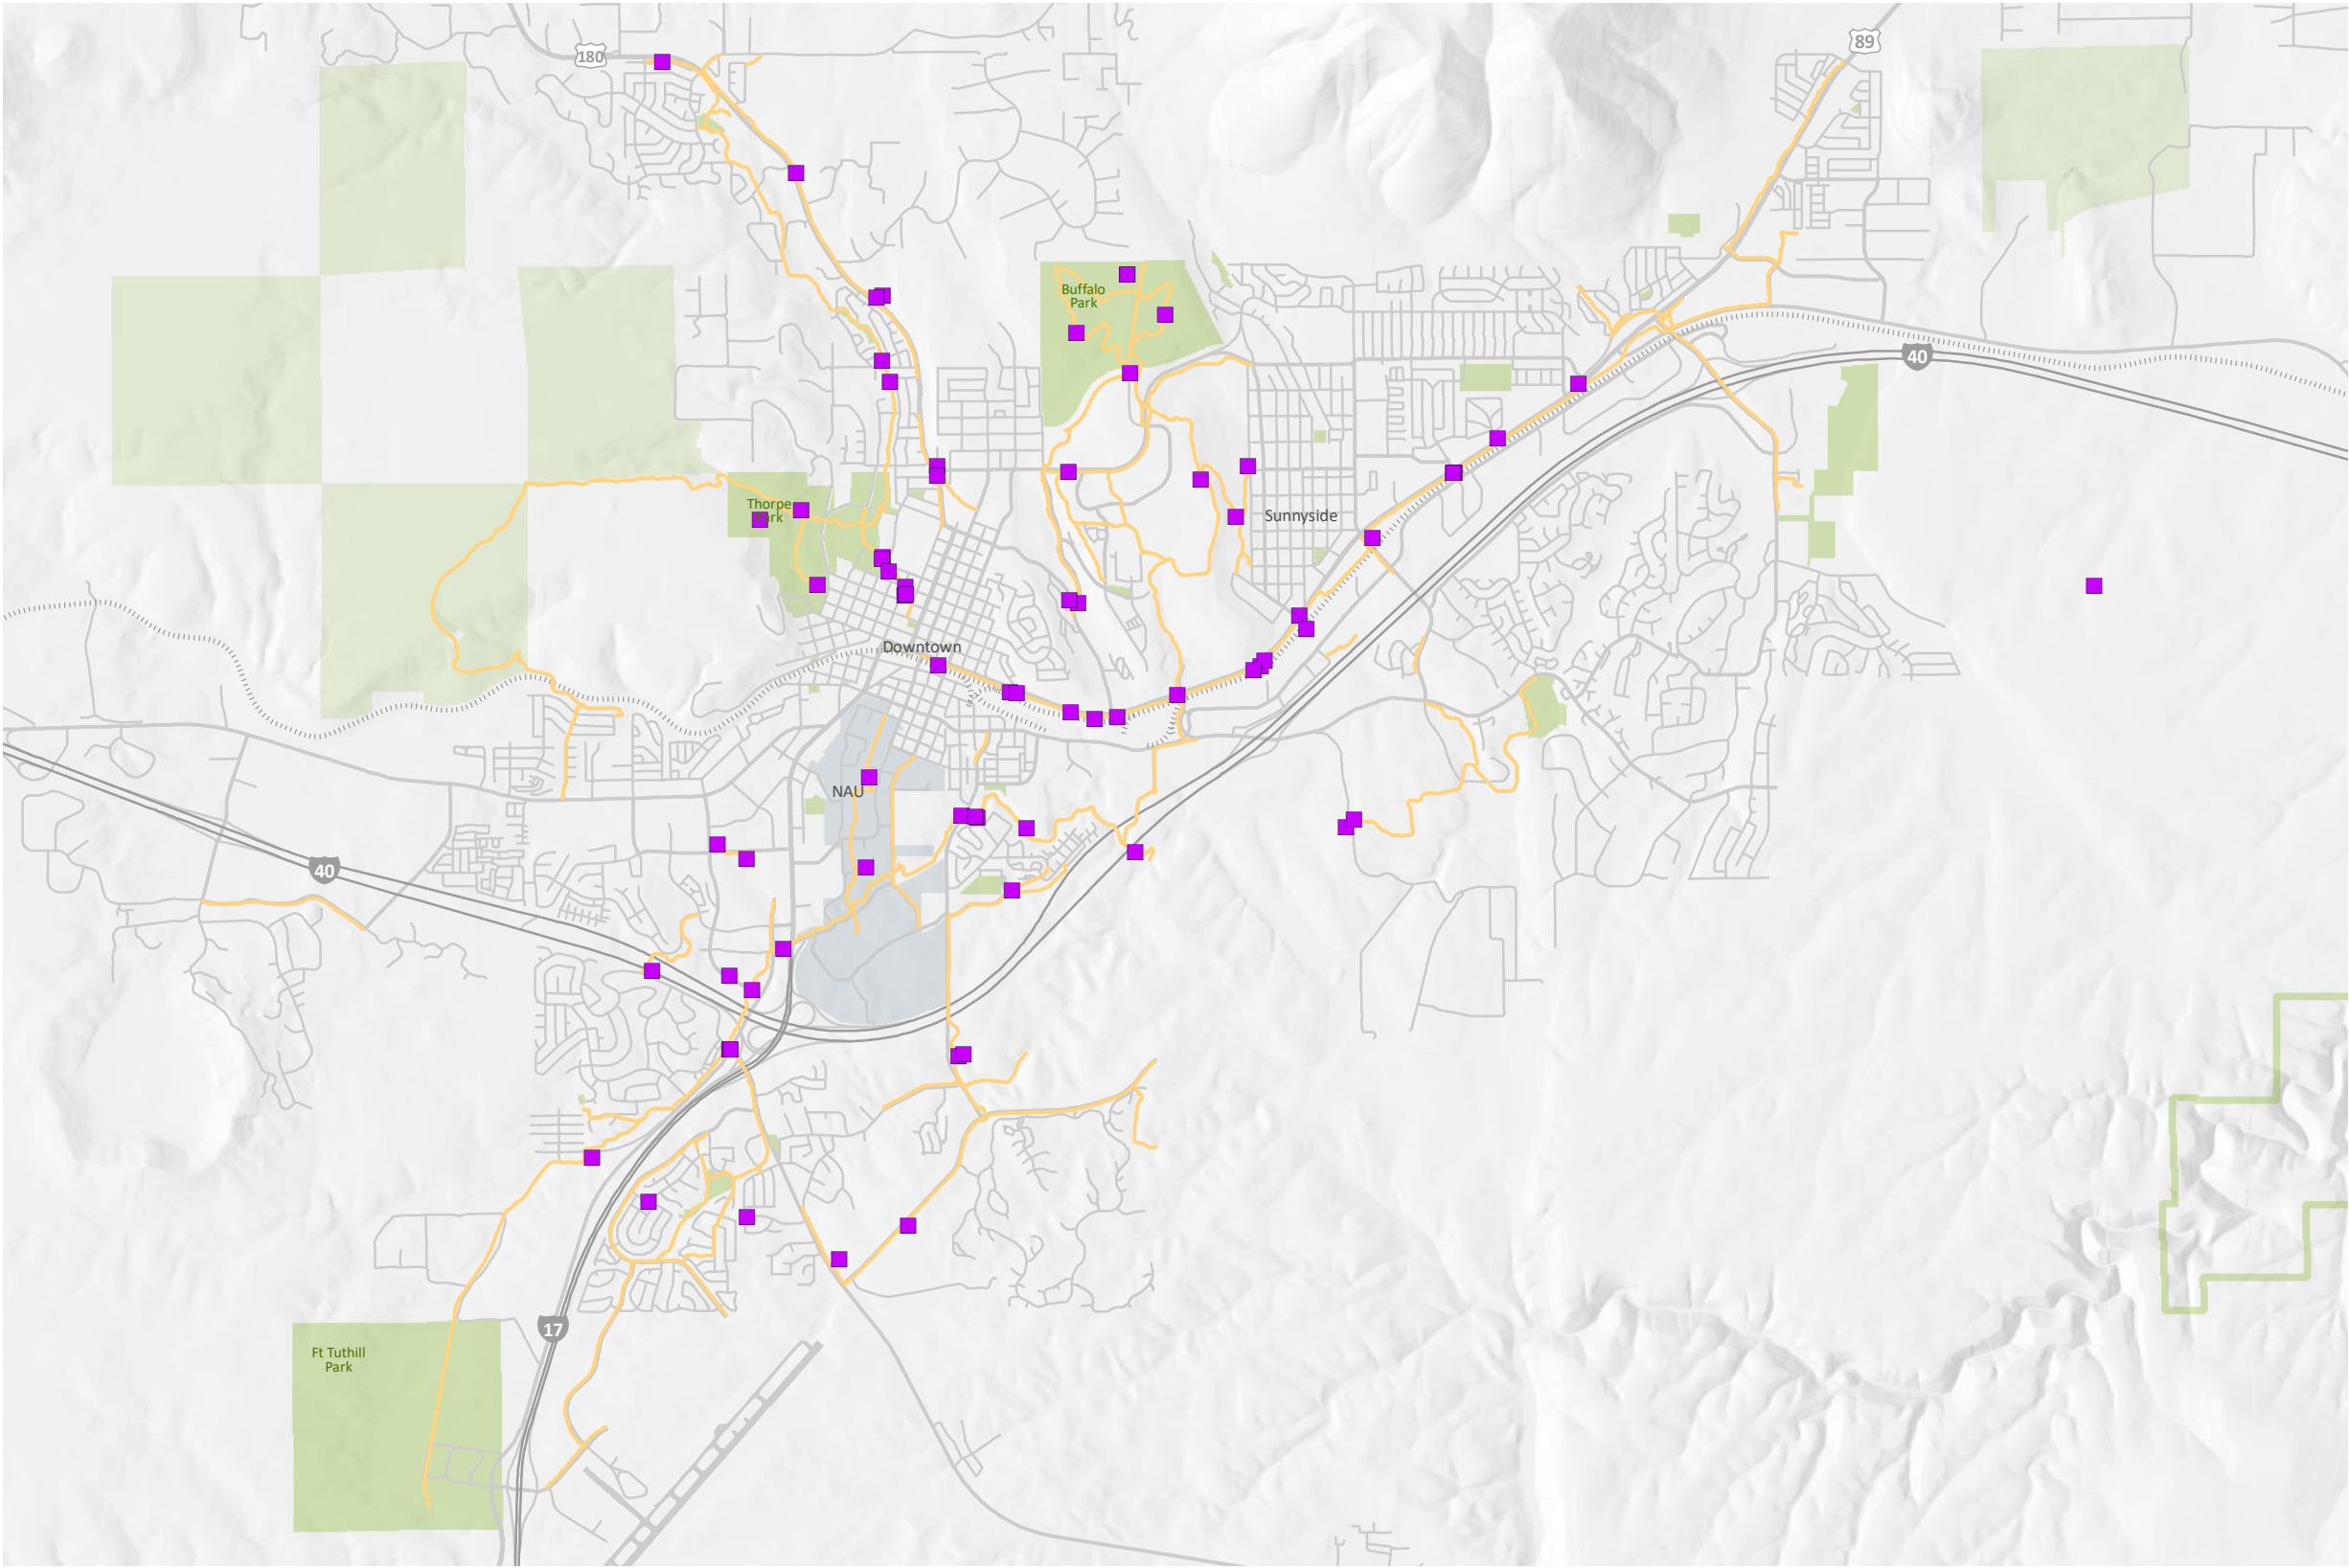 180
89
Buffalo
Park
40
Thorpe
Park
Sunnyside
Downtown
NAU
40
17
Ft Tuthill
Park